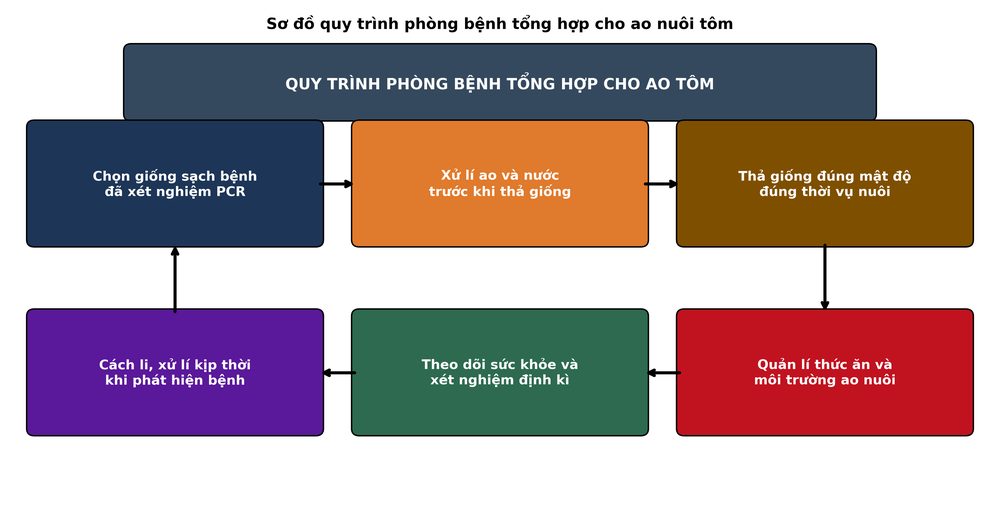 Sơ đồ quy trình phòng bệnh tổng hợp cho ao nuôi tôm
QUY TRÌNH PHÒNG BỆNH TỔNG HỢP CHO AO TÔM
Chọn giống sạch bệnh
đã xét nghiệm PCR
Xử lí ao và nước
trước khi thả giống
Thả giống đúng mật độ
đúng thời vụ nuôi
Cách li, xử lí kịp thời
khi phát hiện bệnh
Theo dõi sức khỏe và
xét nghiệm định kì
Quản lí thức ăn và
môi trường ao nuôi